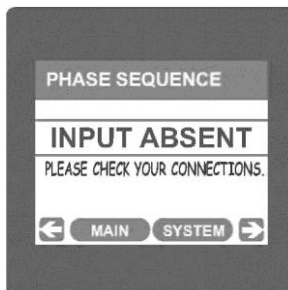 PHASE SEQUENCE
INPUT ABSENT
PLEASE CHECK YOUR CONNECTIONS.
MAIN SYSTEM